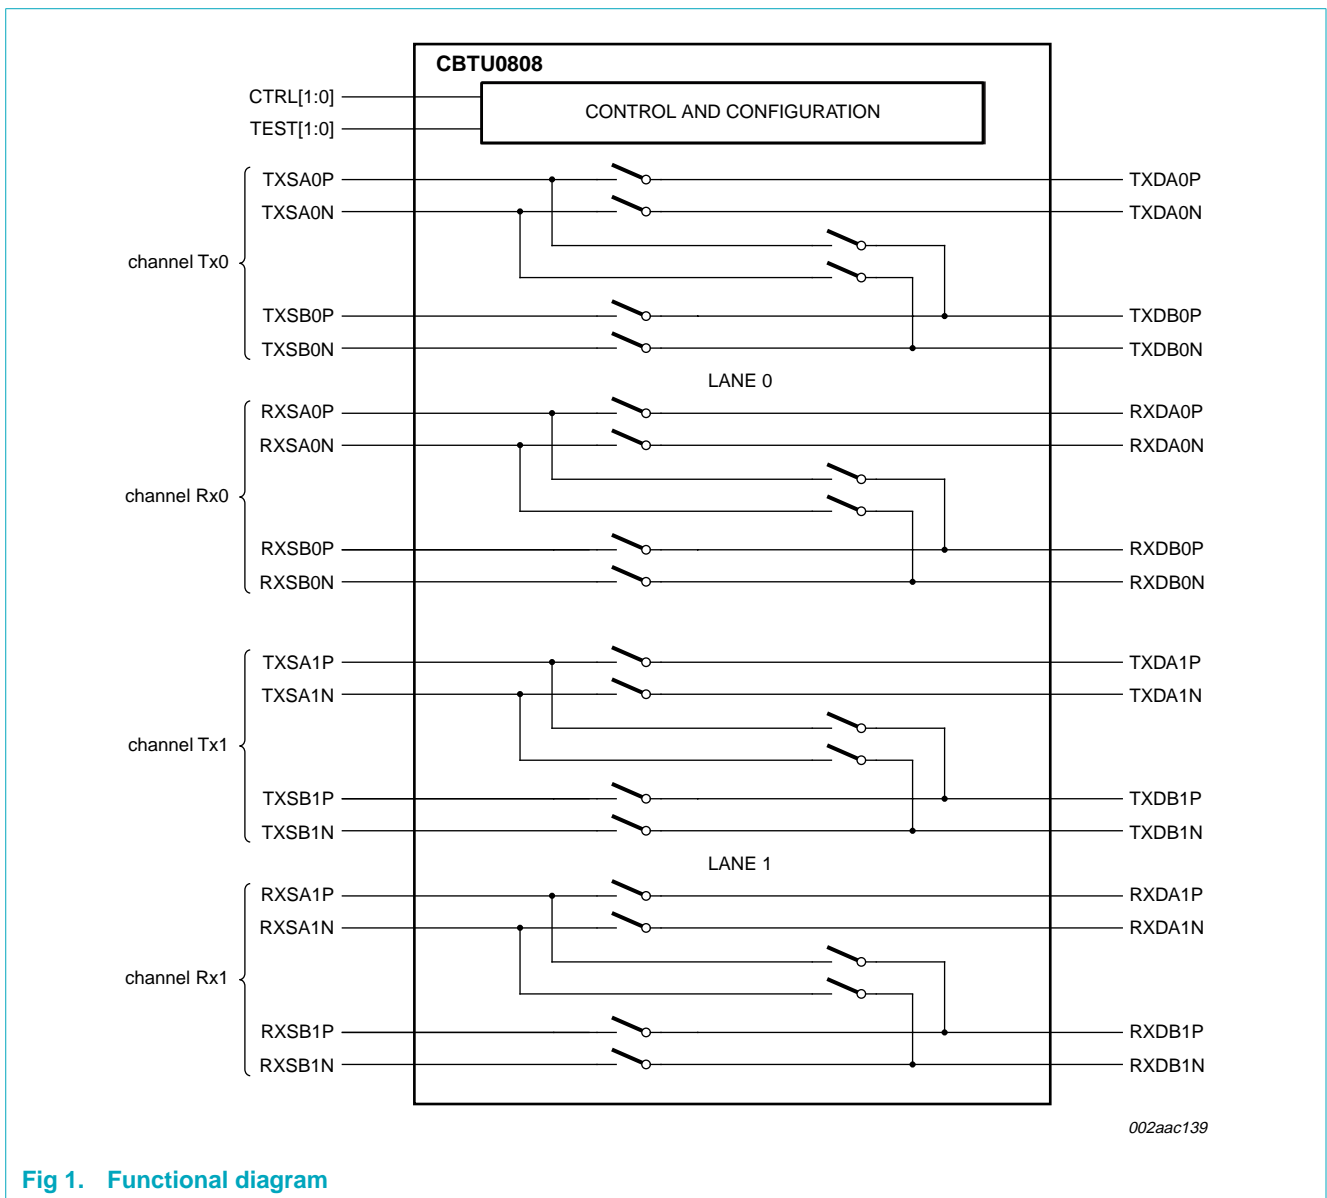 CBTU0808
CTRL[1:0]
CONTROL AND CONFIGURATION
TEST[1:0]
TXSA0P
TXDA0P
TXSA0N
TXDA0N
channel Tx0
TXSB0P
TXDB0P
TXSB0N
TXDB0N
LANE 0
RXSA0P
RXDA0P
RXSA0N
RXDA0N
channel Rx0
RXSB0P
RXDB0P
RXSB0N
RXDB0N
TXSA1P
TXDA1P
TXSA1N
TXDA1N
channel Tx1
TXSB1P
TXDB1P
TXSB1N
TXDB1N
LANE 1
RXSA1P
RXDA1P
RXSA1N
RXDA1N
channel Rx1
RXSB1P
RXDB1P
RXSB1N
RXDB1N
002aac139
Fig 1. Functional diagram